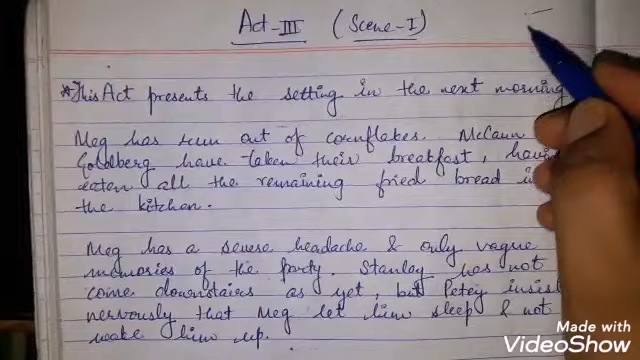 Act-III (Scene-I)
*This Act presents the setting in the next morning
Meg has run out of cornflakes. McCann
Goldberg have taken their breakfast, havi
eaten all the remaining fried bread i
the kitchen.
Meg has a severe headache & only vague
memories of the party. Stanley has not
come downstairs as yet, but Petey insis
nervously that Meg let him sleep & not
wake him up.
Made with
VideoShow